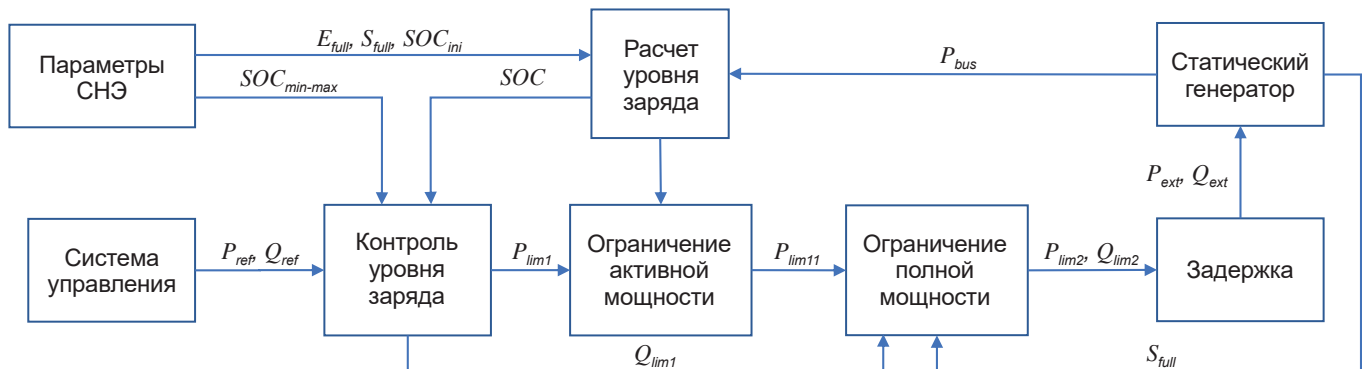 Параметры
СНЭ
E_full, S_full, SOC_ini
SOC_min-max
SOC
Расчет
уровня
заряда
P_bus
Статический
генератор
P_ext, Q_ext
Система
управления
P_ref, Q_ref
Контроль
уровня
заряда
P_lim1
Ограничение
активной
мощности
P_lim11
Ограничение
полной
мощности
P_lim2, Q_lim2
Задержка
Q_lim1
S_full